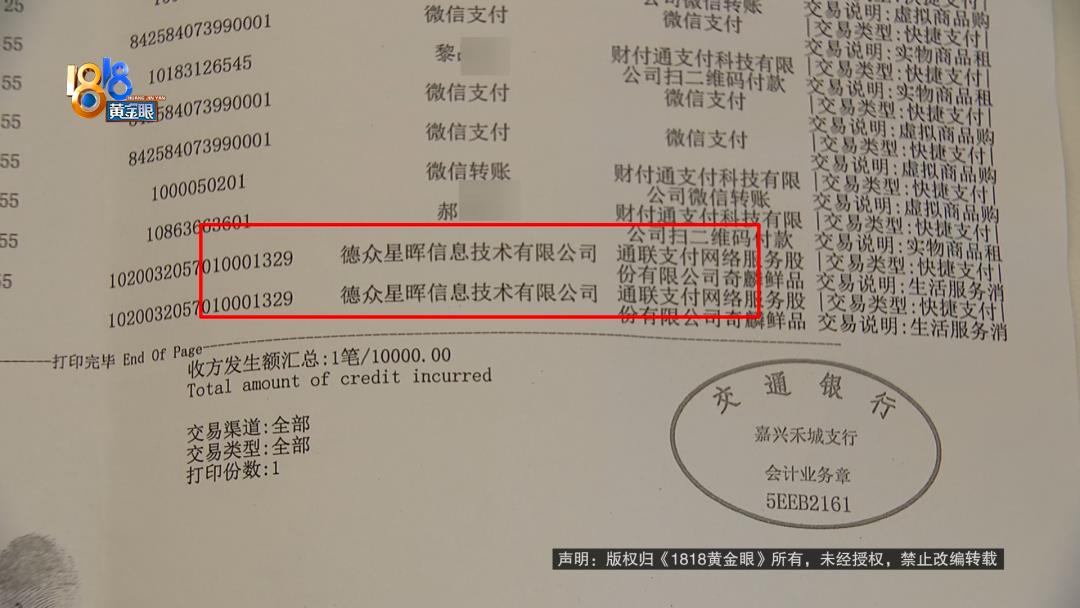 25
微信支付
公司微信转账
微信支付
交易说明:虚拟商品购
842584073990001
|交易类型:快捷支付|
55
交易说明:实物商品租
10183126545
黎
财付通支付科技有限
公司扫二维码付款
|交易类型:快捷支付|
55
842584073990001
微信支付
微信支付
交易说明:实物商品租
|交易类型:快捷支付|
55
842584073990001
微信支付
微信支付
交易说明:虚拟商品购
|交易类型:快捷支付|
55
1000050201
微信转账
财付通支付科技有限
公司微信转账
交易说明:虚拟商品购
|交易类型:快捷支付|
55
10863663601
郝
财付通支付科技有限
公司扫二维码付款
交易说明:虚拟商品购
|交易类型:快捷支付|
55
1020032057010001329
德众星晖信息技术有限公司
通联支付网络服务股
份有限公司奇麟鲜品
交易说明:实物商品租
|交易类型:快捷支付|
55
1020032057010001329
德众星晖信息技术有限公司
通联支付网络服务股
份有限公司奇麟鲜品
交易说明:生活服务消
|交易类型:快捷支付|
交易说明:生活服务消
打印完毕 End Of Page
收方发生额汇总:1笔/10000.00
Total amount of credit incurred
交易渠道:全部
交易类型:全部
打印份数:1
交通银行
嘉兴禾城支行
会计业务章
5EEB2161
1818
HUANG JIN YAN
黄金眼
声明：版权归《1818黄金眼》所有，未经授权，禁止改编转载